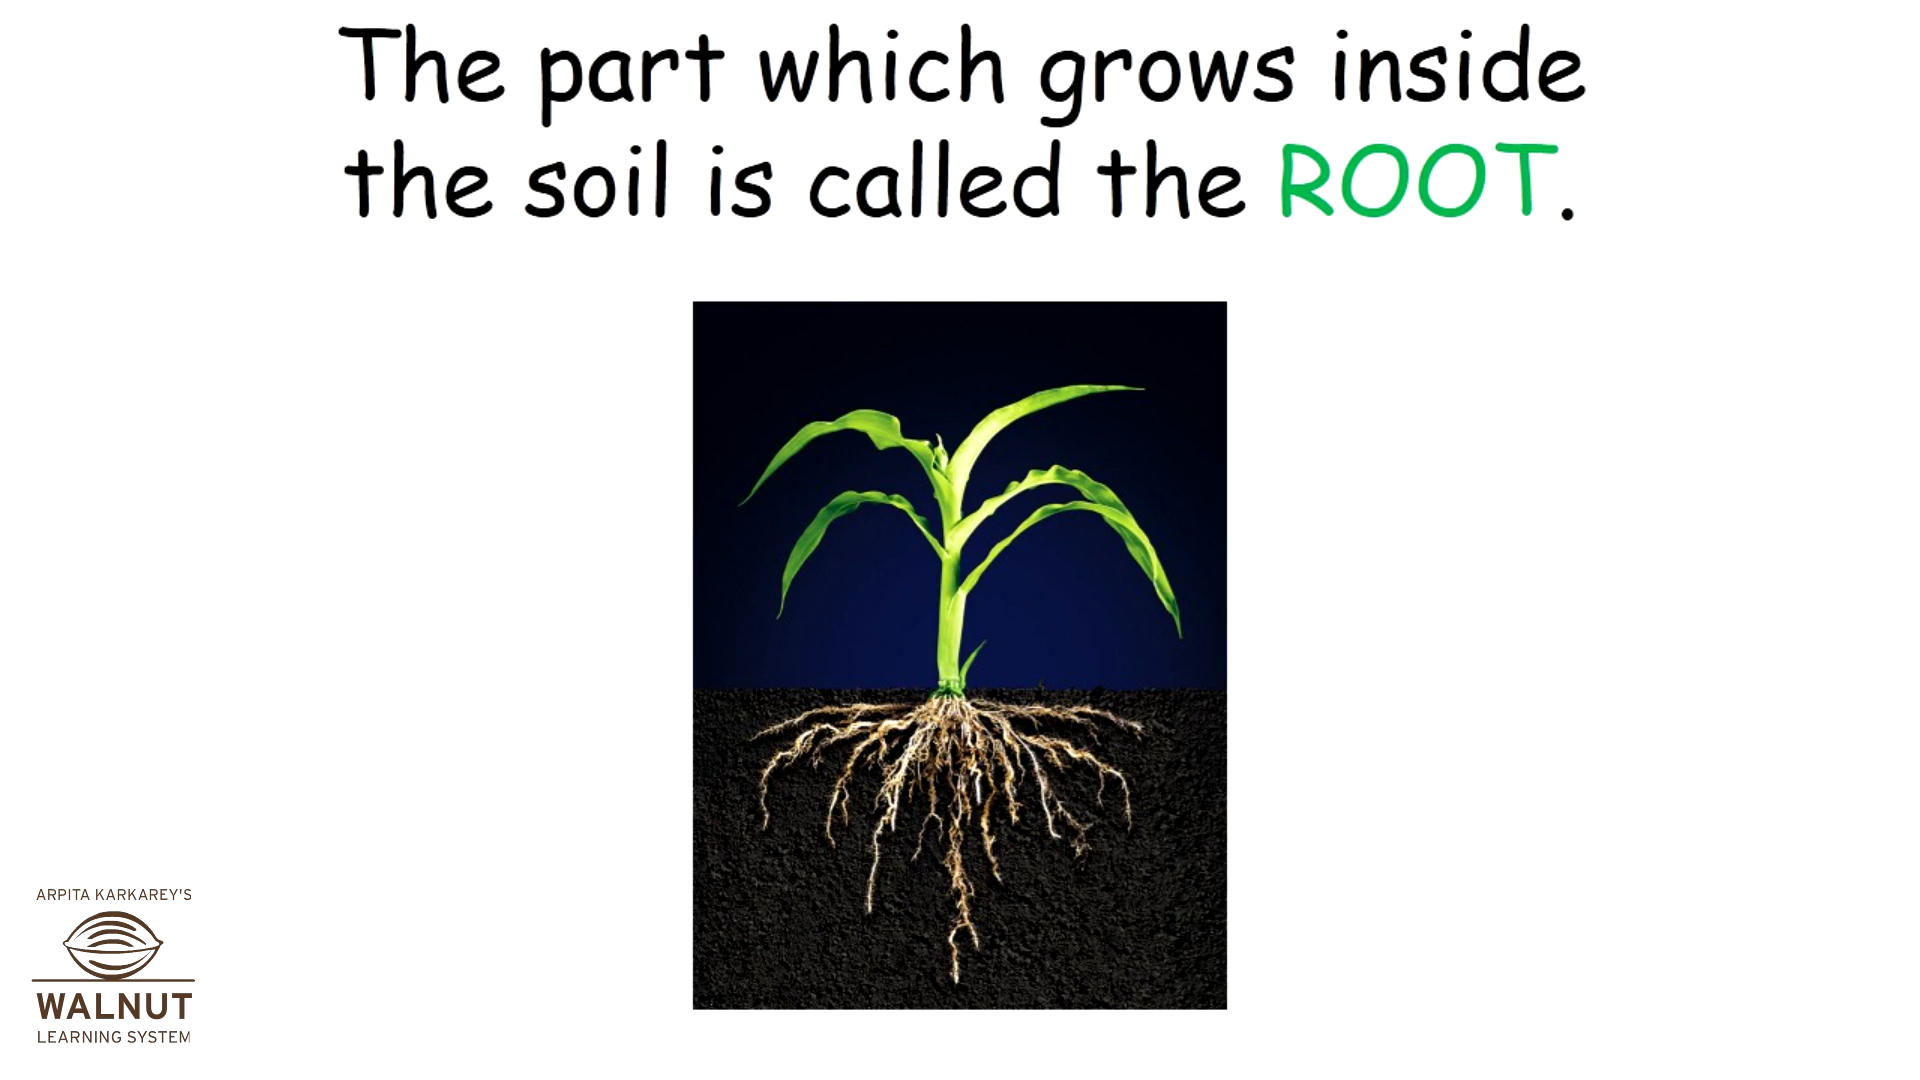 The part which grows inside
the soil is called the ROOT.
ARPITA KARKAREY'S
WALNUT
LEARNING SYSTEM